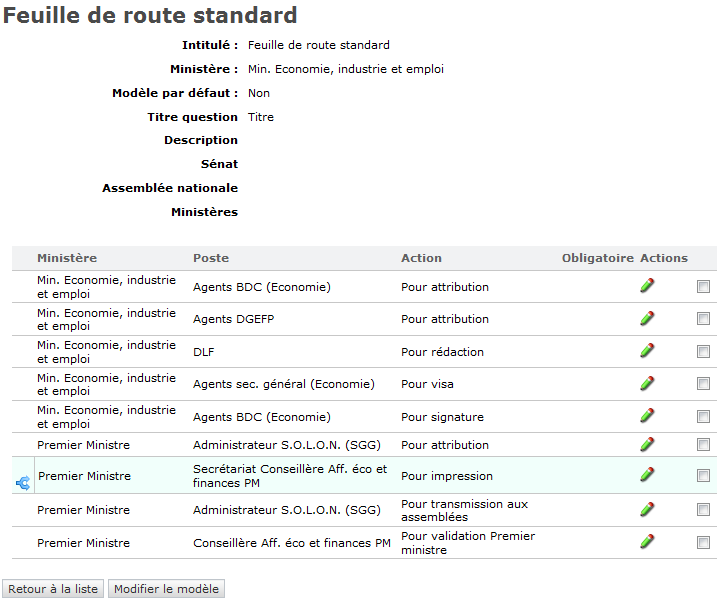 Feuille de route standard
Intitulé : Feuille de route standard
Ministère : Min. Economie, industrie et emploi
Modèle par défaut : Non
Titre question Titre
Description
Sénat
Assemblée nationale
Ministères
Ministère Poste Action Obligatoire Actions
Min. Economie, industrie
et emploi
Agents BDC (Economie) Pour attribution
Min. Economie, industrie
et emploi
Agents DGEFP Pour attribution
Min. Economie, industrie
et emploi
DLF Pour rédaction
Min. Economie, industrie
et emploi
Agents sec. général (Economie) Pour visa
Min. Economie, industrie
et emploi
Agents BDC (Economie) Pour signature
Premier Ministre Administrateur S.O.L.O.N. (SGG) Pour attribution
Premier Ministre
Secrétariat Conseillère Aff. éco et
finances PM
Pour impression
Premier Ministre Administrateur S.O.L.O.N. (SGG)
Pour transmission aux
assemblées
Premier Ministre Conseillère Aff. éco et finances PM
Pour validation Premier
ministre
Retour à la liste Modifier le modèle